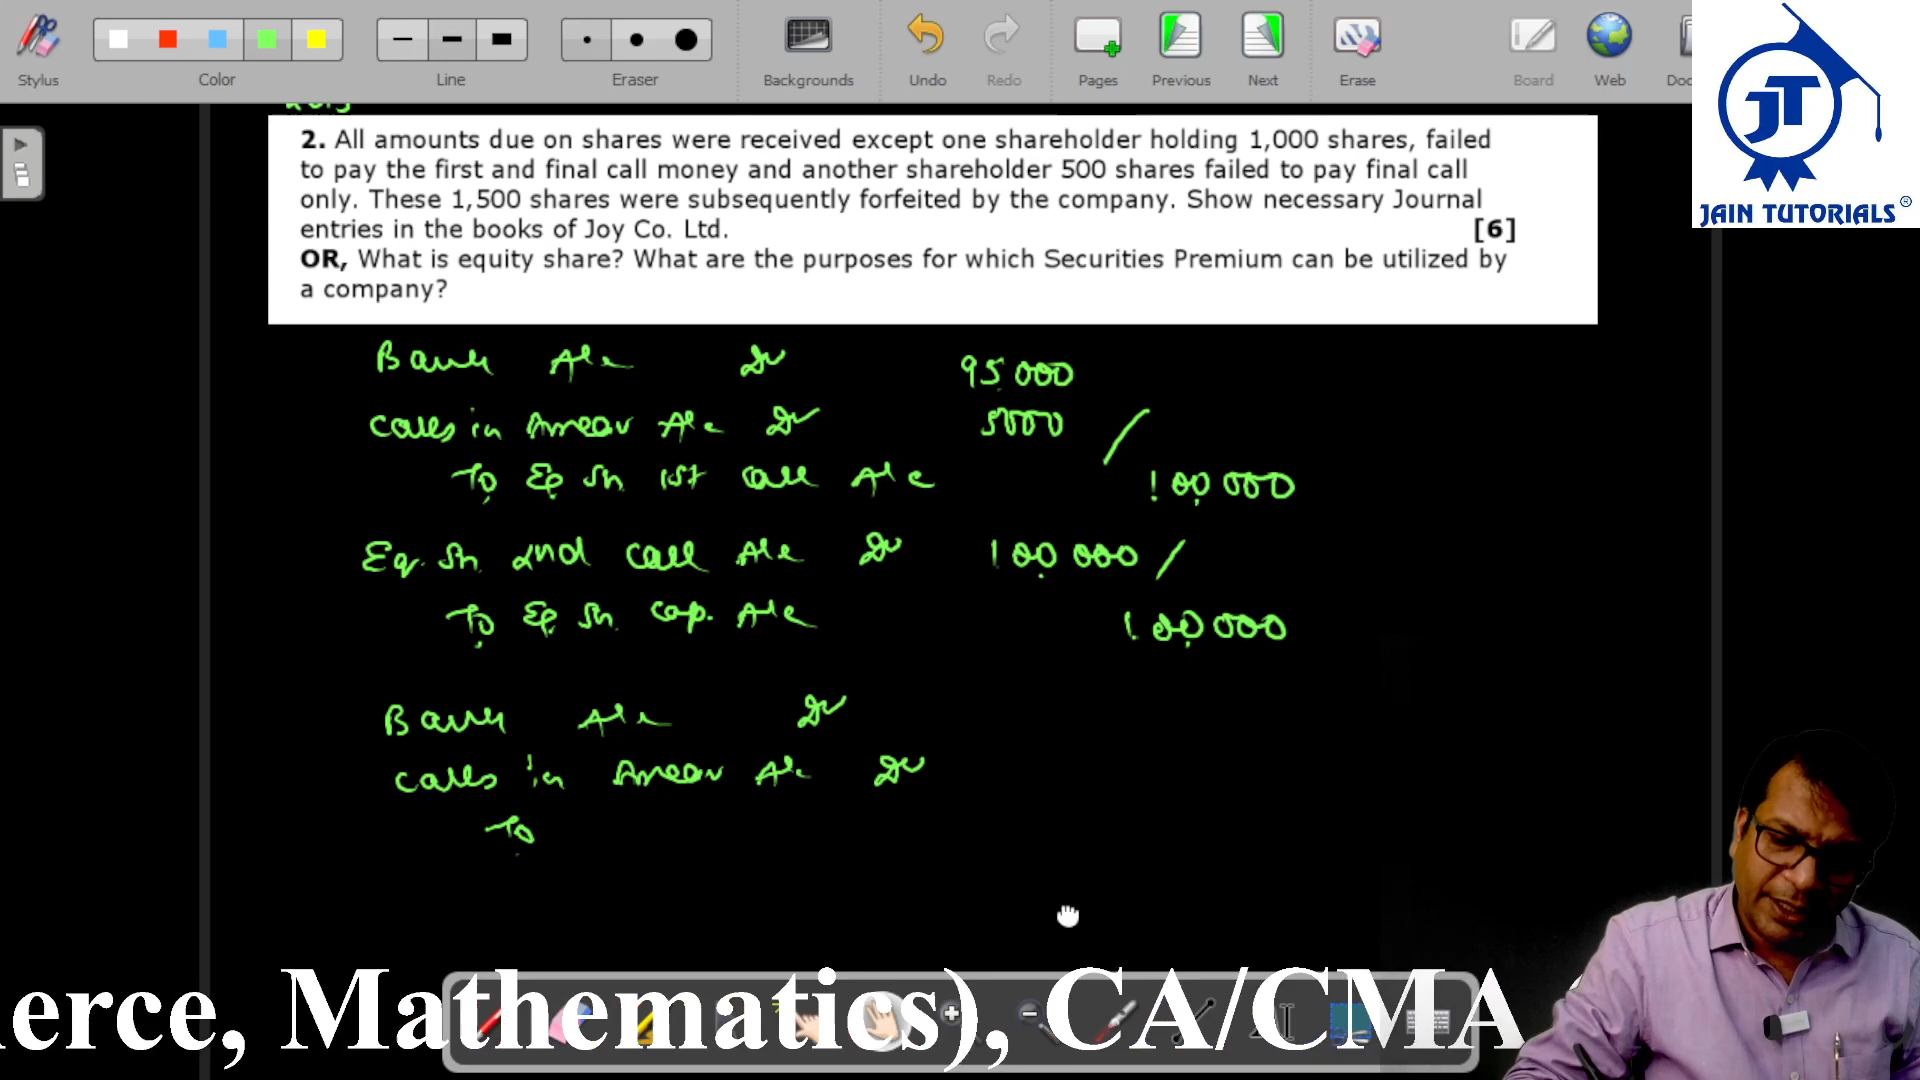 Stylus
Color
Line
Eraser
Backgrounds
Undo
Redo
Pages
Previous
Next
Erase
Board
Web
JT
JAIN TUTORIALS®
2. All amounts due on shares were received except one shareholder holding 1,000 shares, failed
to pay the first and final call money and another shareholder 500 shares failed to pay final call
only. These 1,500 shares were subsequently forfeited by the company. Show necessary Journal
entries in the books of Joy Co. Ltd. [6]
OR, What is equity share? What are the purposes for which Securities Premium can be utilized by
a company?
Bank A/c Dr 95000
Calls in Arrear A/c Dr 5000 /
To Eq Sh 1st Call A/c 1,00,000
Eq. Sh 2nd Call A/c Dr 1,00,000 /
To Eq Sh. Cap. A/c 1,00,000
Bank A/c Dr
Calls in Arrear A/c Dr
To
erce, Mathematics), CA/CMA